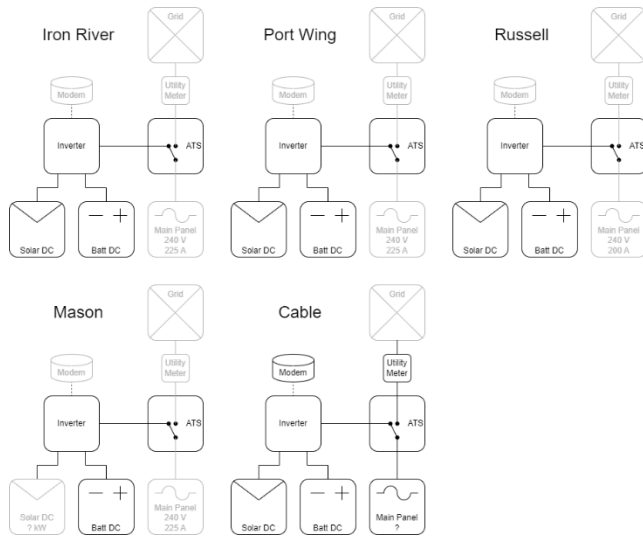 Iron River
Grid
Utility
Meter
Modem
Inverter
ATS
Solar DC
− +
Batt DC
Main Panel
240 V
225 A
Port Wing
Grid
Utility
Meter
Modem
Inverter
ATS
Solar DC
− +
Batt DC
Main Panel
240 V
225 A
Russell
Grid
Utility
Meter
Modem
Inverter
ATS
Solar DC
− +
Batt DC
Main Panel
240 V
200 A
Mason
Grid
Utility
Meter
Modem
Inverter
ATS
Solar DC
? kW
− +
Batt DC
Main Panel
240 V
225 A
Cable
Grid
Utility
Meter
Modem
Inverter
ATS
Solar DC
− +
Batt DC
Main Panel
?